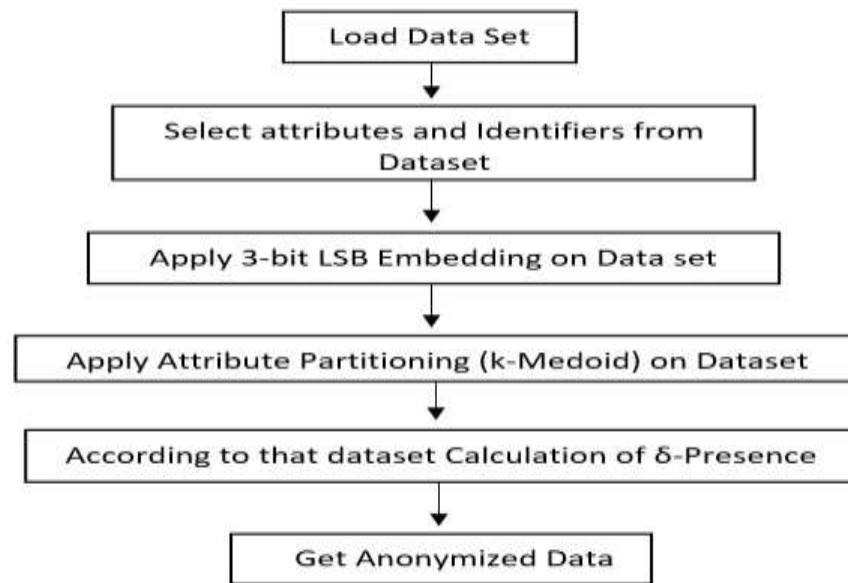 Load Data Set
Select attributes and Identifiers from
Dataset
Apply 3-bit LSB Embedding on Data set
Apply Attribute Partitioning (k-Medoid) on Dataset
According to that dataset Calculation of δ-Presence
Get Anonymized Data